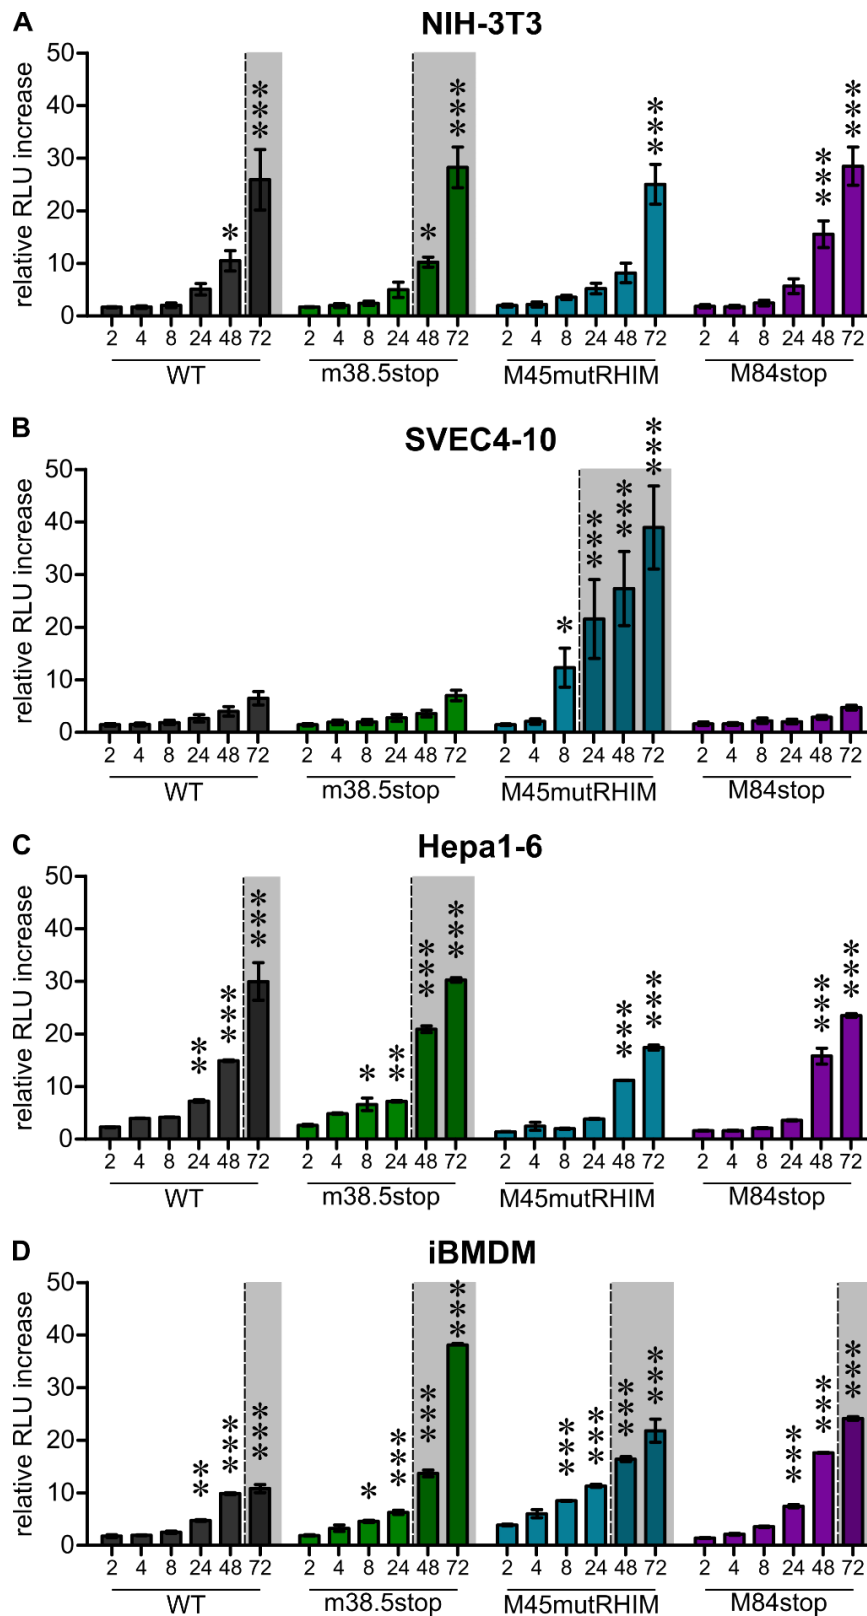 A
NIH-3T3
relative RLU increase
50
40
30
20
10
0
***
***
***
***
***
*
*
2 4 8 24 48 72 2 4 8 24 48 72 2 4 8 24 48 72 2 4 8 24 48 72
WT m38.5stop M45mutRHIM M84stop
B
SVEC4-10
relative RLU increase
50
40
30
20
10
0
***
***
***
*
2 4 8 24 48 72 2 4 8 24 48 72 2 4 8 24 48 72 2 4 8 24 48 72
WT m38.5stop M45mutRHIM M84stop
C
Hepa1-6
relative RLU increase
50
40
30
20
10
0
** *** *** * ** *** *** *** *** *** ***
2 4 8 24 48 72 2 4 8 24 48 72 2 4 8 24 48 72 2 4 8 24 48 72
WT m38.5stop M45mutRHIM M84stop
D
iBMDM
relative RLU increase
50
40
30
20
10
0
** *** *** * *** *** *** *** *** *** *** *** *** ***
2 4 8 24 48 72 2 4 8 24 48 72 2 4 8 24 48 72 2 4 8 24 48 72
WT m38.5stop M45mutRHIM M84stop